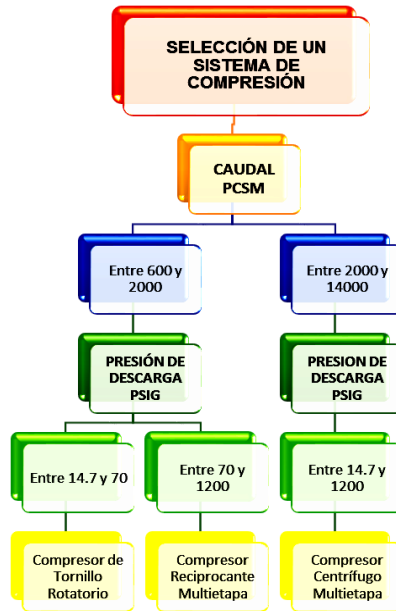 SELECCIÓN DE UN
SISTEMA DE
COMPRESIÓN
CAUDAL
PCSM
Entre 600 y
2000
Entre 2000 y
14000
PRESIÓN DE
DESCARGA
PSIG
PRESION DE
DESCARGA
PSIG
Entre 14.7 y 70
Entre 70 y
1200
Entre 14.7 y
1200
Compresor de
Tornillo
Rotatorio
Compresor
Reciprocante
Multietapa
Compresor
Centrífugo
Multietapa